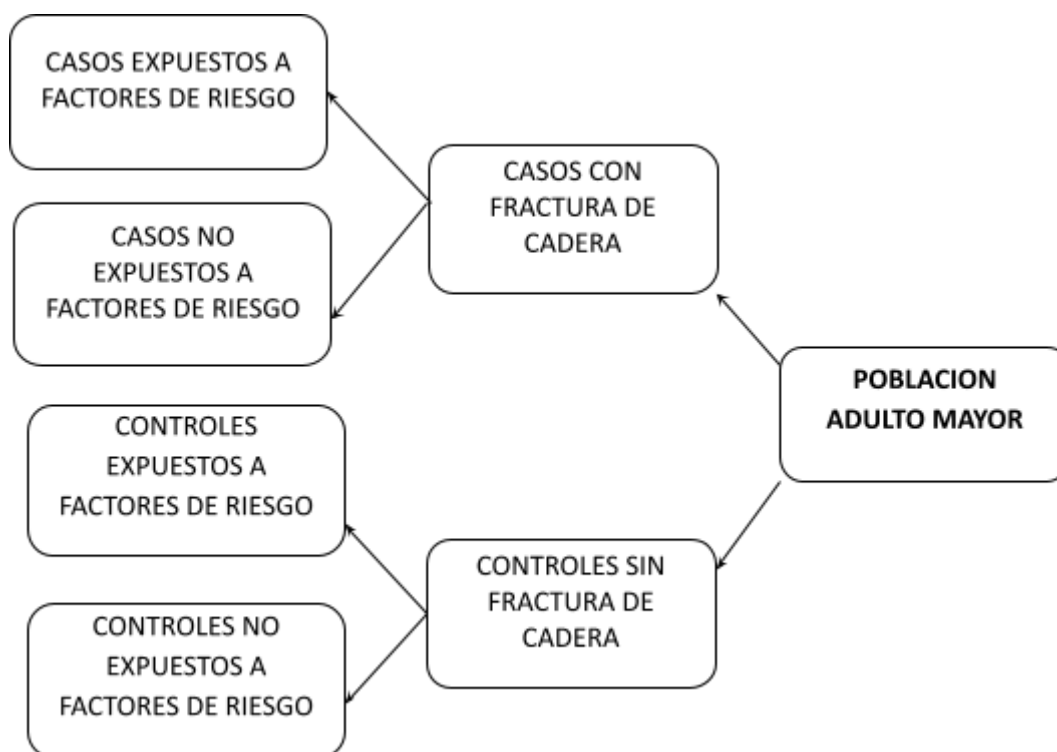 CASOS EXPUESTOS A
FACTORES DE RIESGO
CASOS CON
FRACTURA DE
CADERA
CASOS NO
EXPUESTOS A
FACTORES DE RIESGO
POBLACION
ADULTO MAYOR
CONTROLES
EXPUESTOS A
FACTORES DE RIESGO
CONTROLES SIN
FRACTURA DE
CADERA
CONTROLES NO
EXPUESTOS A
FACTORES DE RIESGO